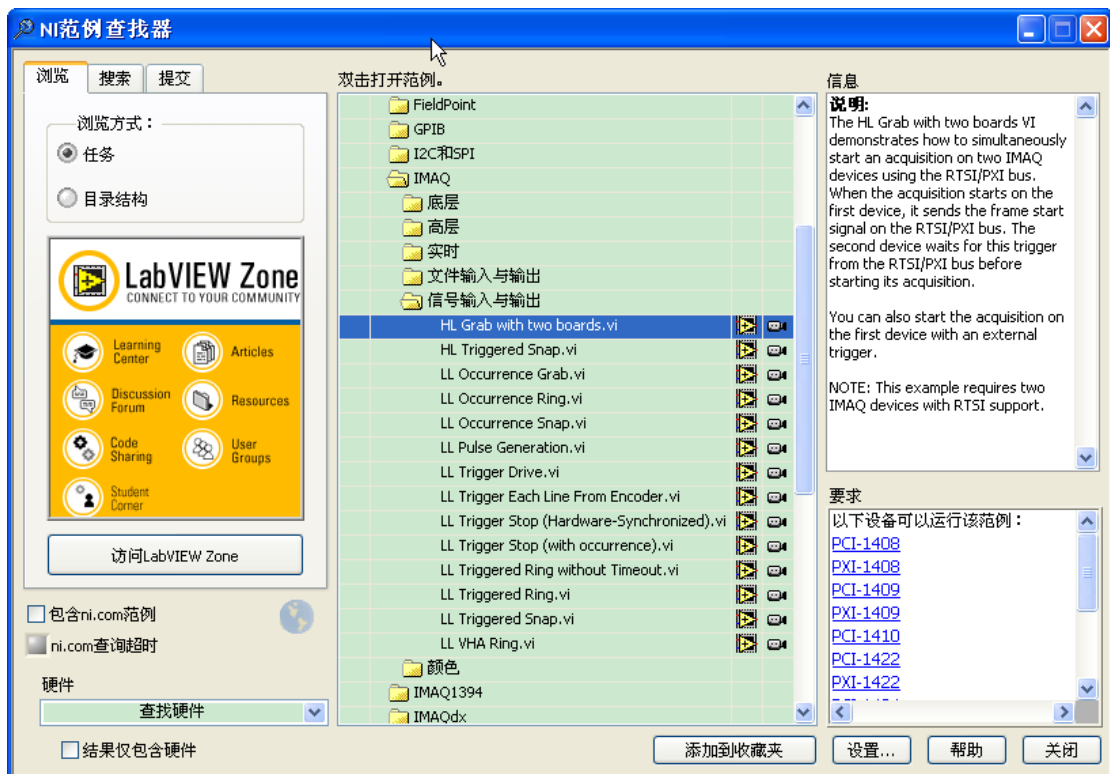 NI范例查找器
浏览
搜索
提交
浏览方式：
任务
目录结构
LabVIEW Zone
CONNECT TO YOUR COMMUNITY
Learning Center
Articles
Discussion Forum
Resources
Code Sharing
User Groups
Student Corner
访问LabVIEW Zone
包含ni.com范例
ni.com查询超时
硬件
查找硬件
结果仅包含硬件
双击打开范例。
FieldPoint
GPIB
I2C和SPI
IMAQ
底层
高层
实时
文件输入与输出
信号输入与输出
HL Grab with two boards.vi
HL Triggered Snap.vi
LL Occurrence Grab.vi
LL Occurrence Ring.vi
LL Occurrence Snap.vi
LL Pulse Generation.vi
LL Trigger Drive.vi
LL Trigger Each Line From Encoder.vi
LL Trigger Stop (Hardware-Synchronized).vi
LL Trigger Stop (with occurrence).vi
LL Triggered Ring without Timeout.vi
LL Triggered Ring.vi
LL Triggered Snap.vi
LL VHA Ring.vi
颜色
IMAQ1394
IMAQdx
信息
说明:
The HL Grab with two boards VI
demonstrates how to simultaneously
start an acquisition on two IMAQ
devices using the RTSI/PXI bus.
When the acquisition starts on the
first device, it sends the frame start
signal on the RTSI/PXI bus. The
second device waits for this trigger
from the RTSI/PXI bus before
starting its acquisition.
You can also start the acquisition on
the first device with an external
trigger.
NOTE: This example requires two
IMAQ devices with RTSI support.
要求
以下设备可以运行该范例：
PCI-1408
PXI-1408
PCI-1409
PXI-1409
PCI-1410
PCI-1422
PXI-1422
添加到收藏夹
设置...
帮助
关闭